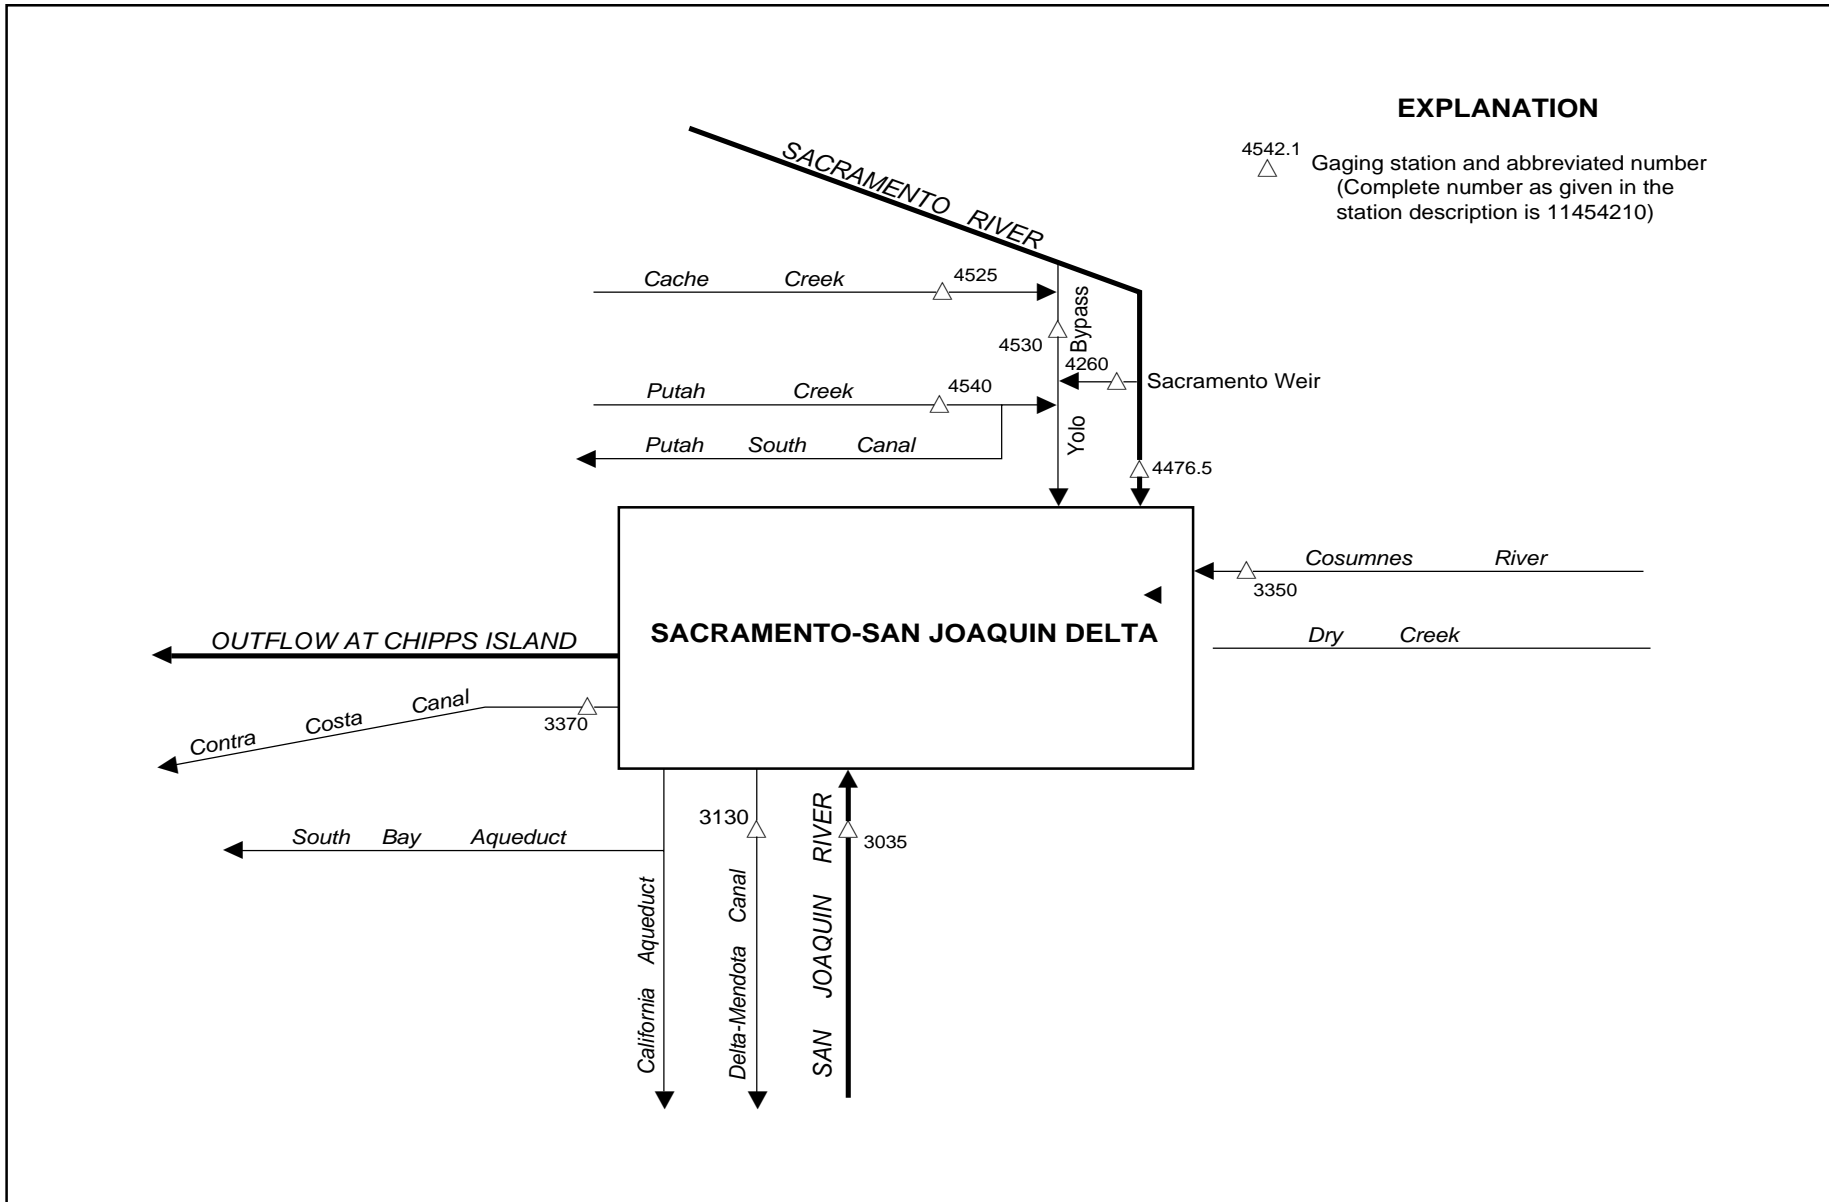 EXPLANATION
4542.1
Gaging station and abbreviated number
(Complete number as given in the
station description is 11454210)
SACRAMENTO RIVER
Cache Creek
4525
Bypass
4530
4260
Sacramento Weir
Putah Creek
4540
Yolo
Putah South Canal
4476.5
Cosumnes River
3350
SACRAMENTO-SAN JOAQUIN DELTA
Dry Creek
OUTFLOW AT CHIPPS ISLAND
Contra Costa Canal
3370
South Bay Aqueduct
California Aqueduct
3130
Delta-Mendota Canal
SAN JOAQUIN RIVER
3035